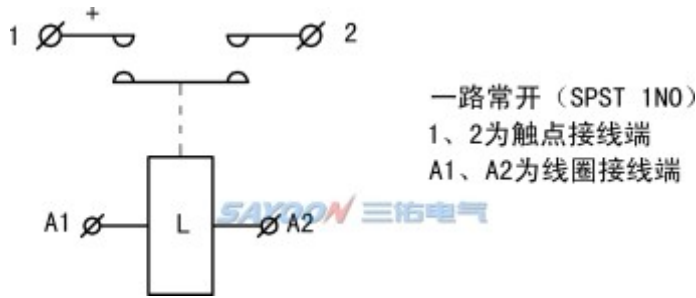 +
1
2
一路常开（SPST 1NO）
1、2为触点接线端
A1、A2为线圈接线端
SAYOON 三佑电气
A1
L
A2